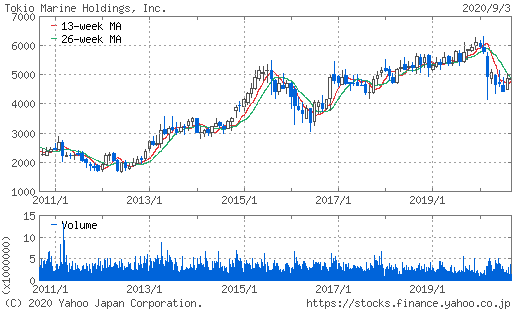 Tokio Marine Holdings, Inc. 2020/9/3
7000
13-week MA
26-week MA
6000
5000
4000
3000
2000
1000
2011/1 2013/1 2015/1 2017/1 2019/1
15
Volume
10
5
0
(x1000000)
2011/1 2013/1 2015/1 2017/1 2019/1
(C) 2020 Yahoo Japan Corporation. https://stocks.finance.yahoo.co.jp/